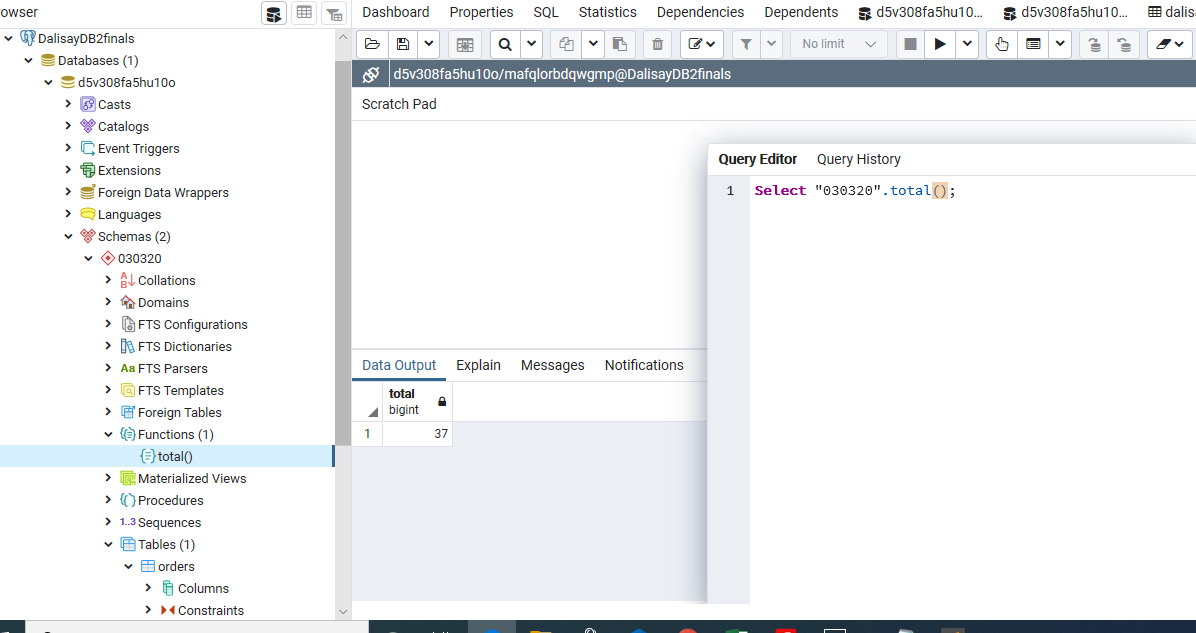 owser
DalisayDB2finals
Databases (1)
d5v308fa5hu10o
Casts
Catalogs
Event Triggers
Extensions
Foreign Data Wrappers
Languages
Schemas (2)
030320
Collations
Domains
FTS Configurations
FTS Dictionaries
Aa FTS Parsers
FTS Templates
Foreign Tables
Functions (1)
total()
Materialized Views
Procedures
1..3 Sequences
Tables (1)
orders
Columns
Constraints
Dashboard Properties SQL Statistics Dependencies Dependents d5v308fa5hu10... d5v308fa5hu10... dalis
No limit
d5v308fa5hu10o/mafqlorbdqwgmp@DalisayDB2finals
Scratch Pad
Query Editor Query History
1 Select "030320".total();
Data Output Explain Messages Notifications
total
bigint
1 37